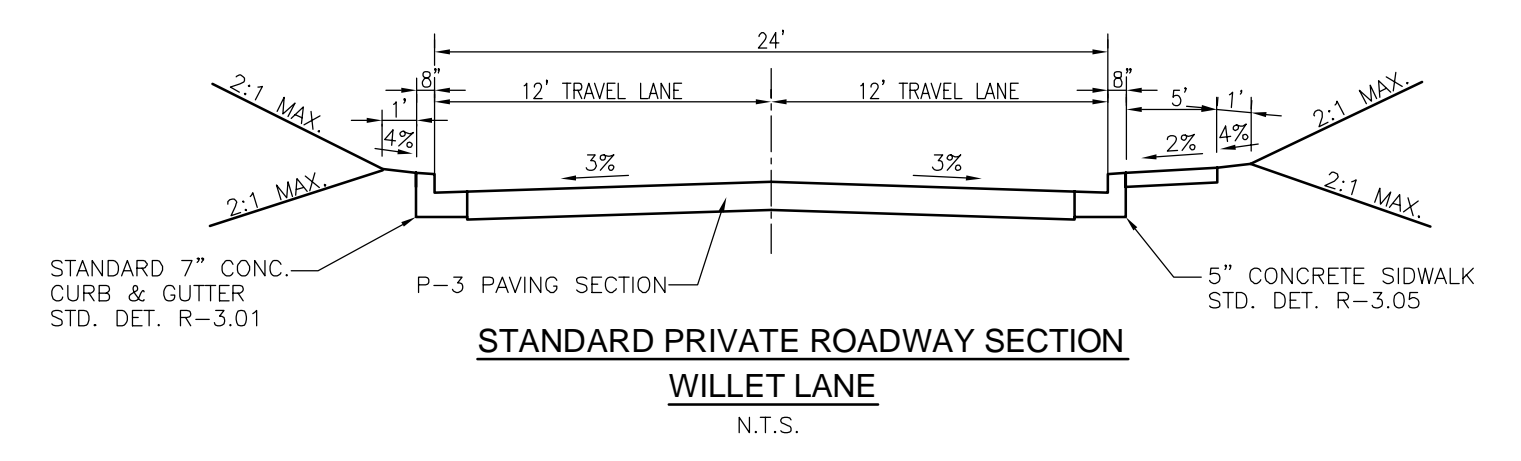 24'
8"
12' TRAVEL LANE
12' TRAVEL LANE
8"
2:1 MAX.
1'
4%
5'
1'
2:1 MAX.
2%
4%
3%
3%
2:1 MAX.
2:1 MAX.
STANDARD 7" CONC.
CURB & GUTTER
STD. DET. R-3.01
P-3 PAVING SECTION
5" CONCRETE SIDWALK
STD. DET. R-3.05
STANDARD PRIVATE ROADWAY SECTION
WILLET LANE
N.T.S.